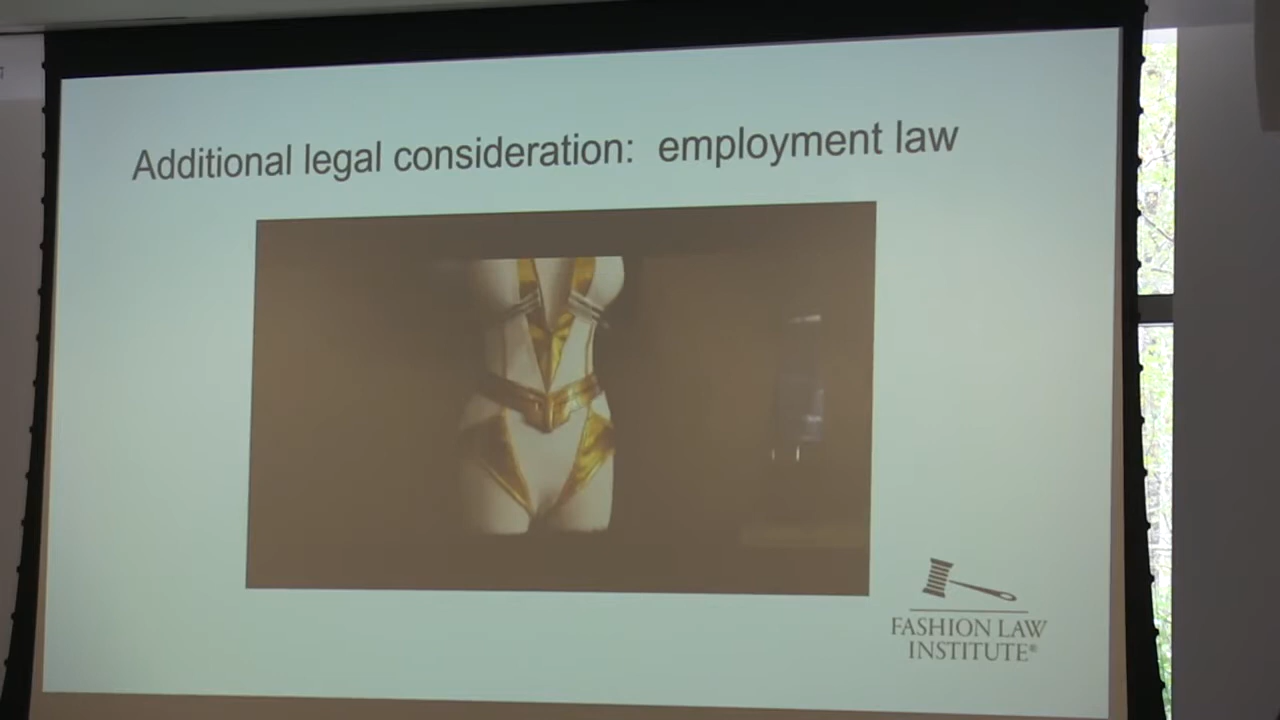 Additional legal consideration: employment law
FASHION LAW
INSTITUTE®